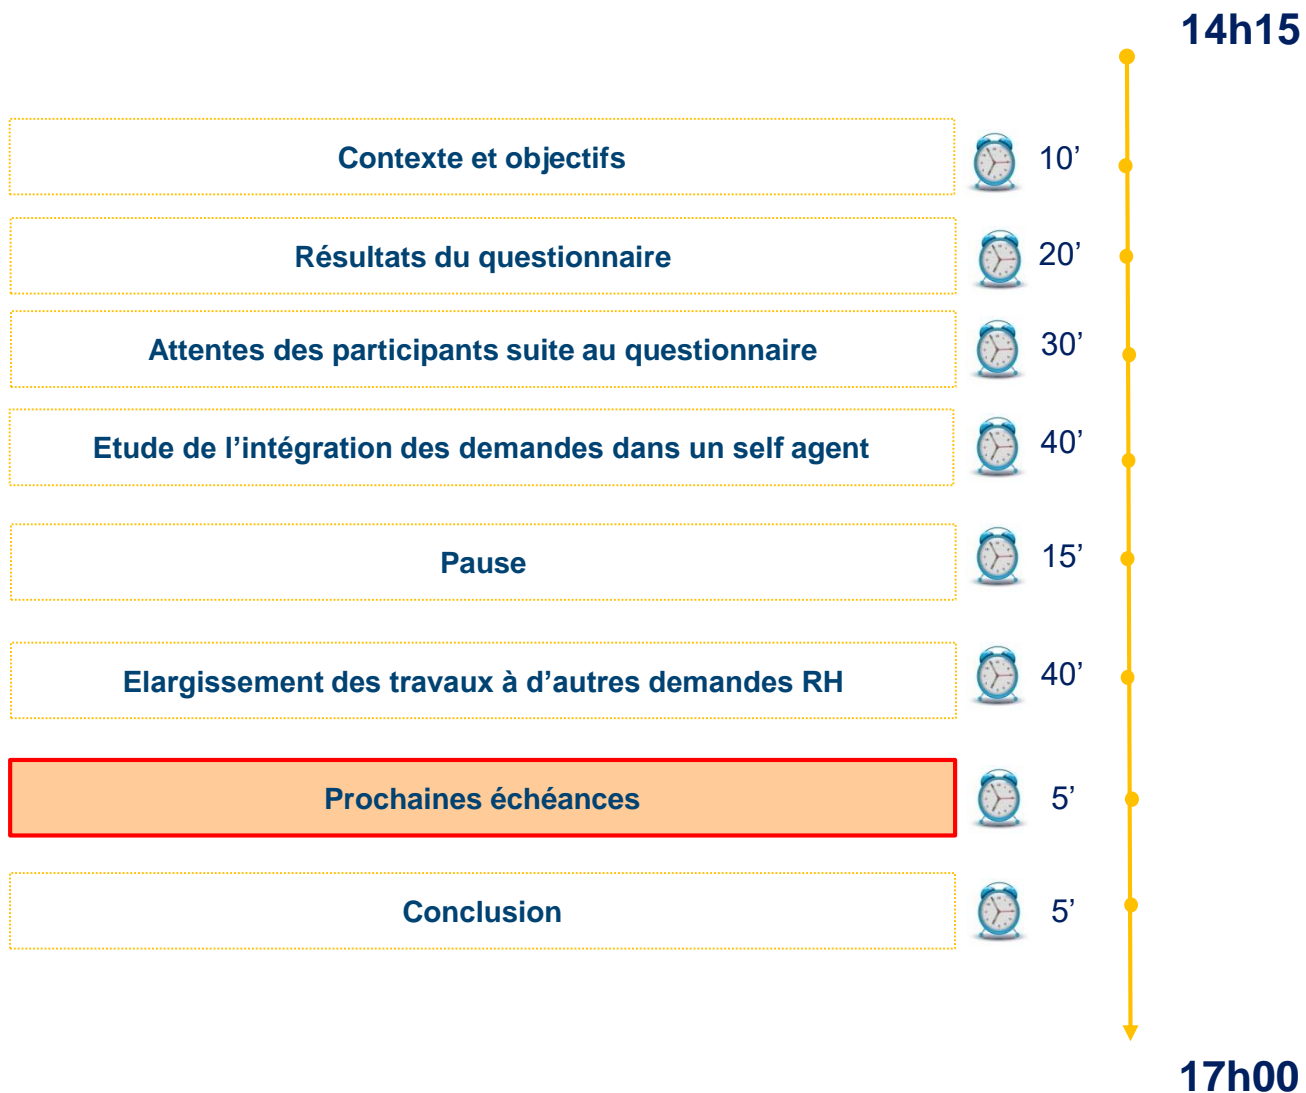 14h15
Contexte et objectifs 10’
Résultats du questionnaire 20’
Attentes des participants suite au questionnaire 30’
Etude de l’intégration des demandes dans un self agent 40’
Pause 15’
Elargissement des travaux à d’autres demandes RH 40’
Prochaines échéances 5’
Conclusion 5’
17h00